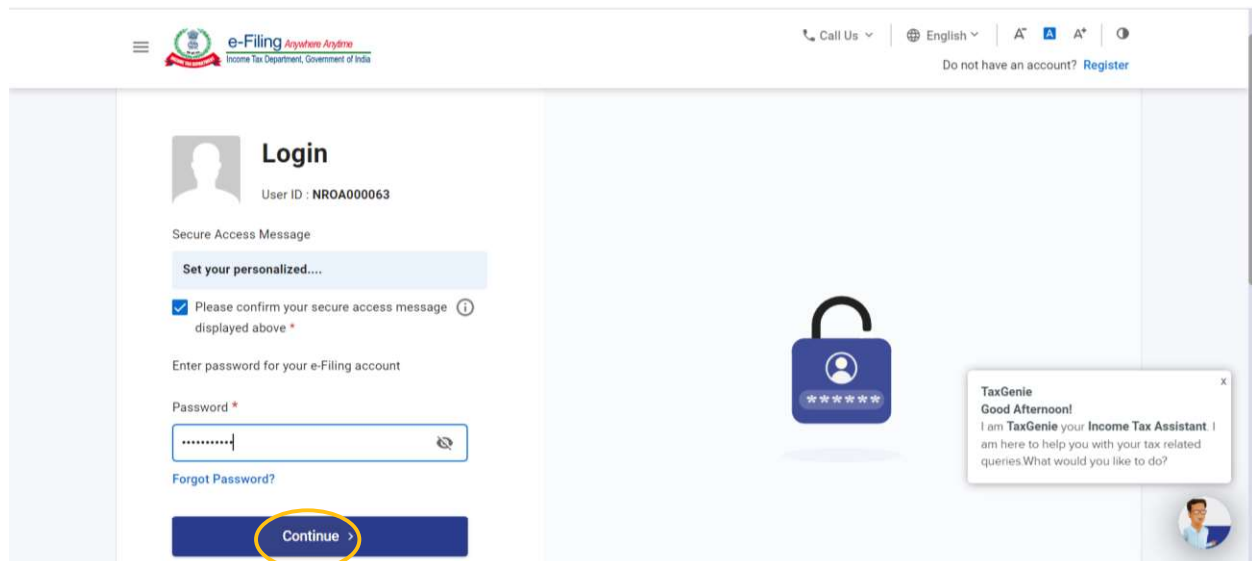 e-Filing Anywhere Anytime
Income Tax Department, Government of India
Call Us
English
A-
A
A+
Do not have an account? Register
Login
User ID : NROA000063
Secure Access Message
Set your personalized....
Please confirm your secure access message
displayed above *
Enter password for your e-Filing account
Password *
Forgot Password?
Continue >
******
x
TaxGenie
Good Afternoon!
I am TaxGenie your Income Tax Assistant. I
am here to help you with your tax related
queries.What would you like to do?